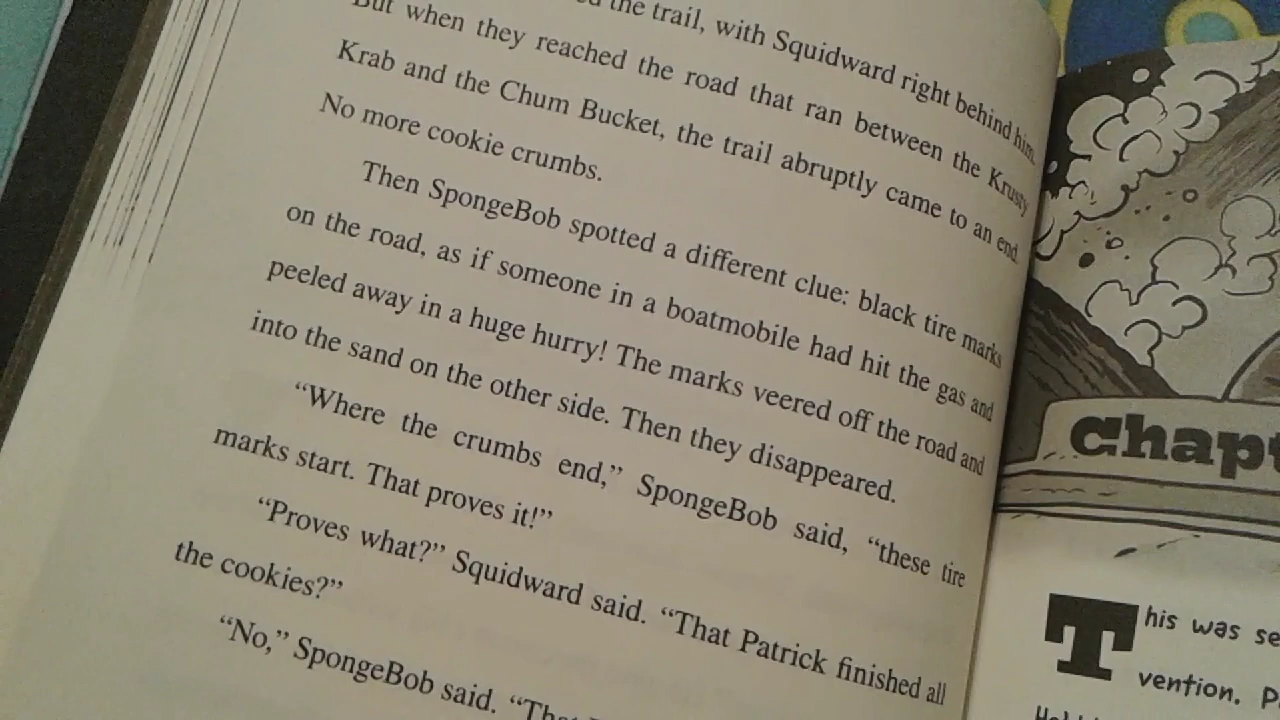 the trail, with Squidward right behind him.
But when they reached the road that ran between the Krusty
Krab and the Chum Bucket, the trail abruptly came to an end.
No more cookie crumbs.
Then SpongeBob spotted a different clue: black tire marks
on the road, as if someone in a boatmobile had hit the gas and
peeled away in a huge hurry! The marks veered off the road and
into the sand on the other side. Then they disappeared.
“Where the crumbs end,” SpongeBob said, “these tire
marks start. That proves it!”
“Proves what?” Squidward said. “That Patrick finished all
the cookies?”
“No,” SpongeBob said. “That
This was se
vention.